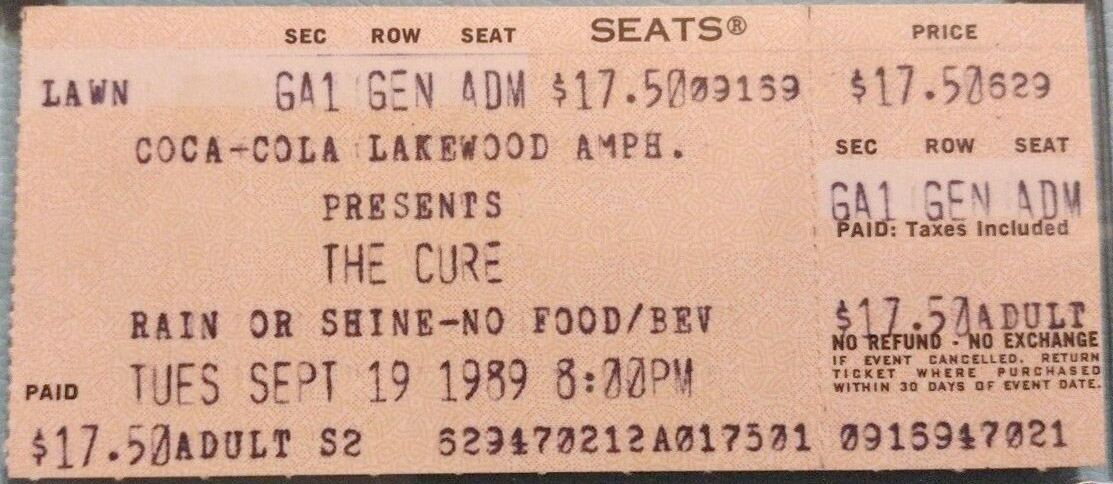 SEC ROW SEAT SEATS® PRICE
LAWN GA1 GEN ADM $17.50 09169 $17.50 629
COCA-COLA LAKEWOOD AMPH.
PRESENTS
THE CURE
RAIN OR SHINE-NO FOOD/BEV
PAID TUES SEPT 19 1989 8:00PM
$17.50 ADULT S2 629470212A017501 0916947021
SEC ROW SEAT
GA1 GEN ADM
PAID: Taxes Included
$17.50 ADULT
NO REFUND - NO EXCHANGE
IF EVENT CANCELLED, RETURN
TICKET WHERE PURCHASED
WITHIN 30 DAYS OF EVENT DATE.